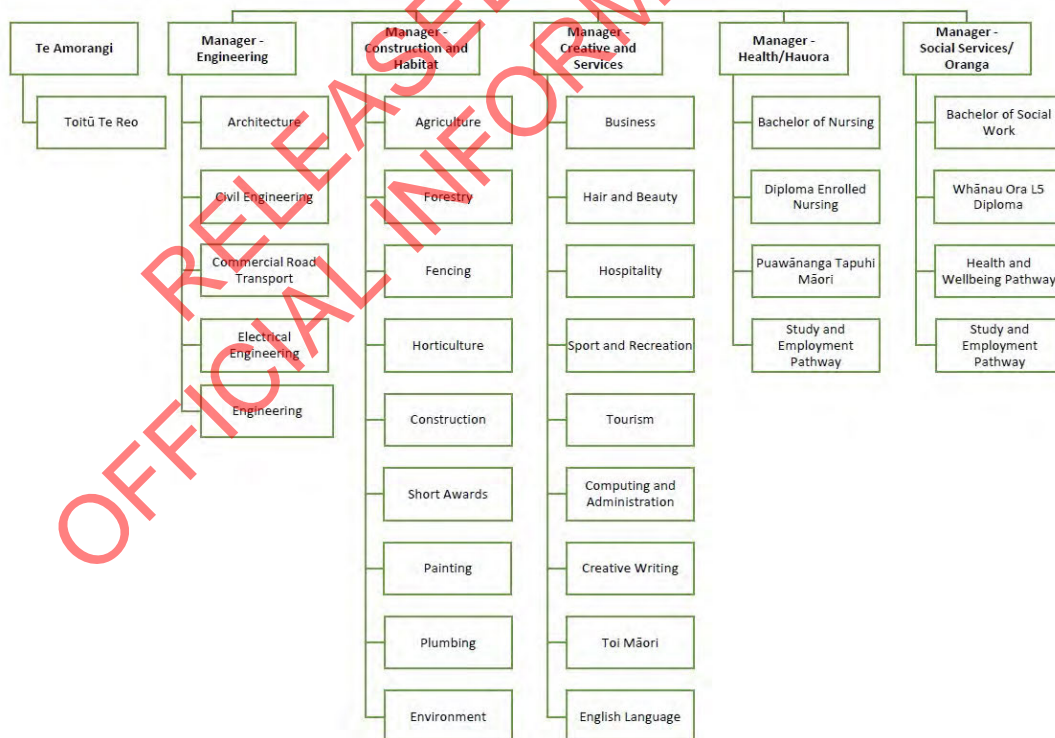 Te Amorangi
Toitū Te Reo
Manager -
Engineering
Architecture
Civil Engineering
Commercial Road
Transport
Electrical
Engineering
Engineering
Manager -
Construction and
Habitat
Agriculture
Forestry
Fencing
Horticulture
Construction
Short Awards
Painting
Plumbing
Environment
Manager -
Creative and
Services
Business
Hair and Beauty
Hospitality
Sport and Recreation
Tourism
Computing and
Administration
Creative Writing
Toi Māori
English Language
Manager -
Health/Hauora
Bachelor of Nursing
Diploma Enrolled
Nursing
Puawānanga Tapuhi
Māori
Study and
Employment
Pathway
Manager -
Social Services/
Oranga
Bachelor of Social
Work
Whānau Ora L5
Diploma
Health and
Wellbeing Pathway
Study and
Employment
Pathway
RELEASED
OFFICIAL INFORM